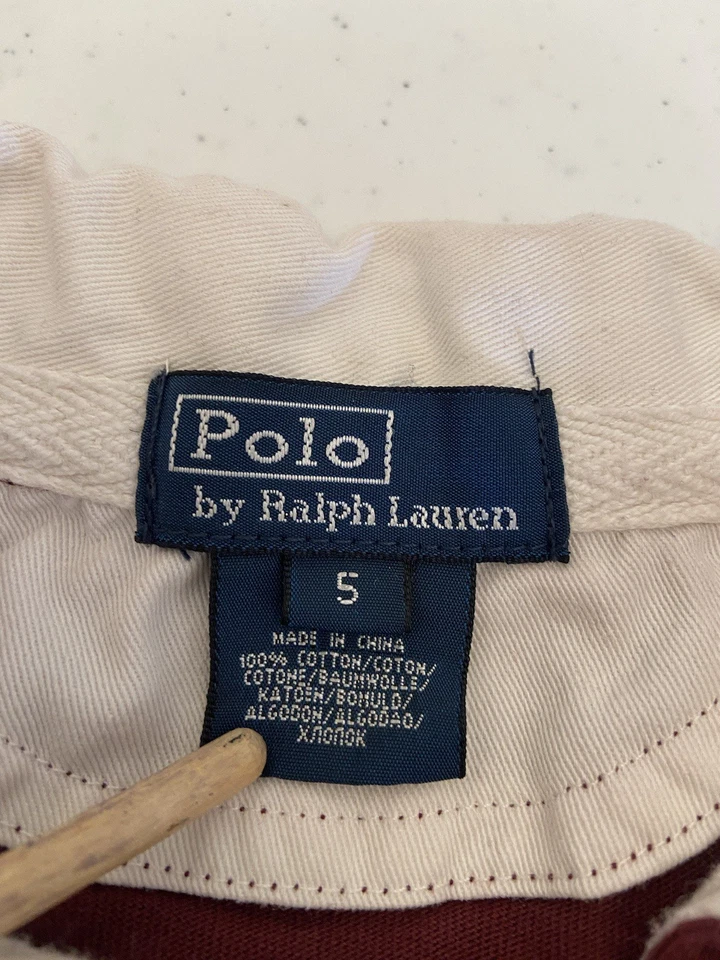 Polo
by Ralph Lauren
5
MADE IN CHINA
100% COTTON/COTON/
COTONE/BAUMWOLLE/
KATOEN/BOMULD/
ALGODON/ALGODAO/
ХЛОПОК